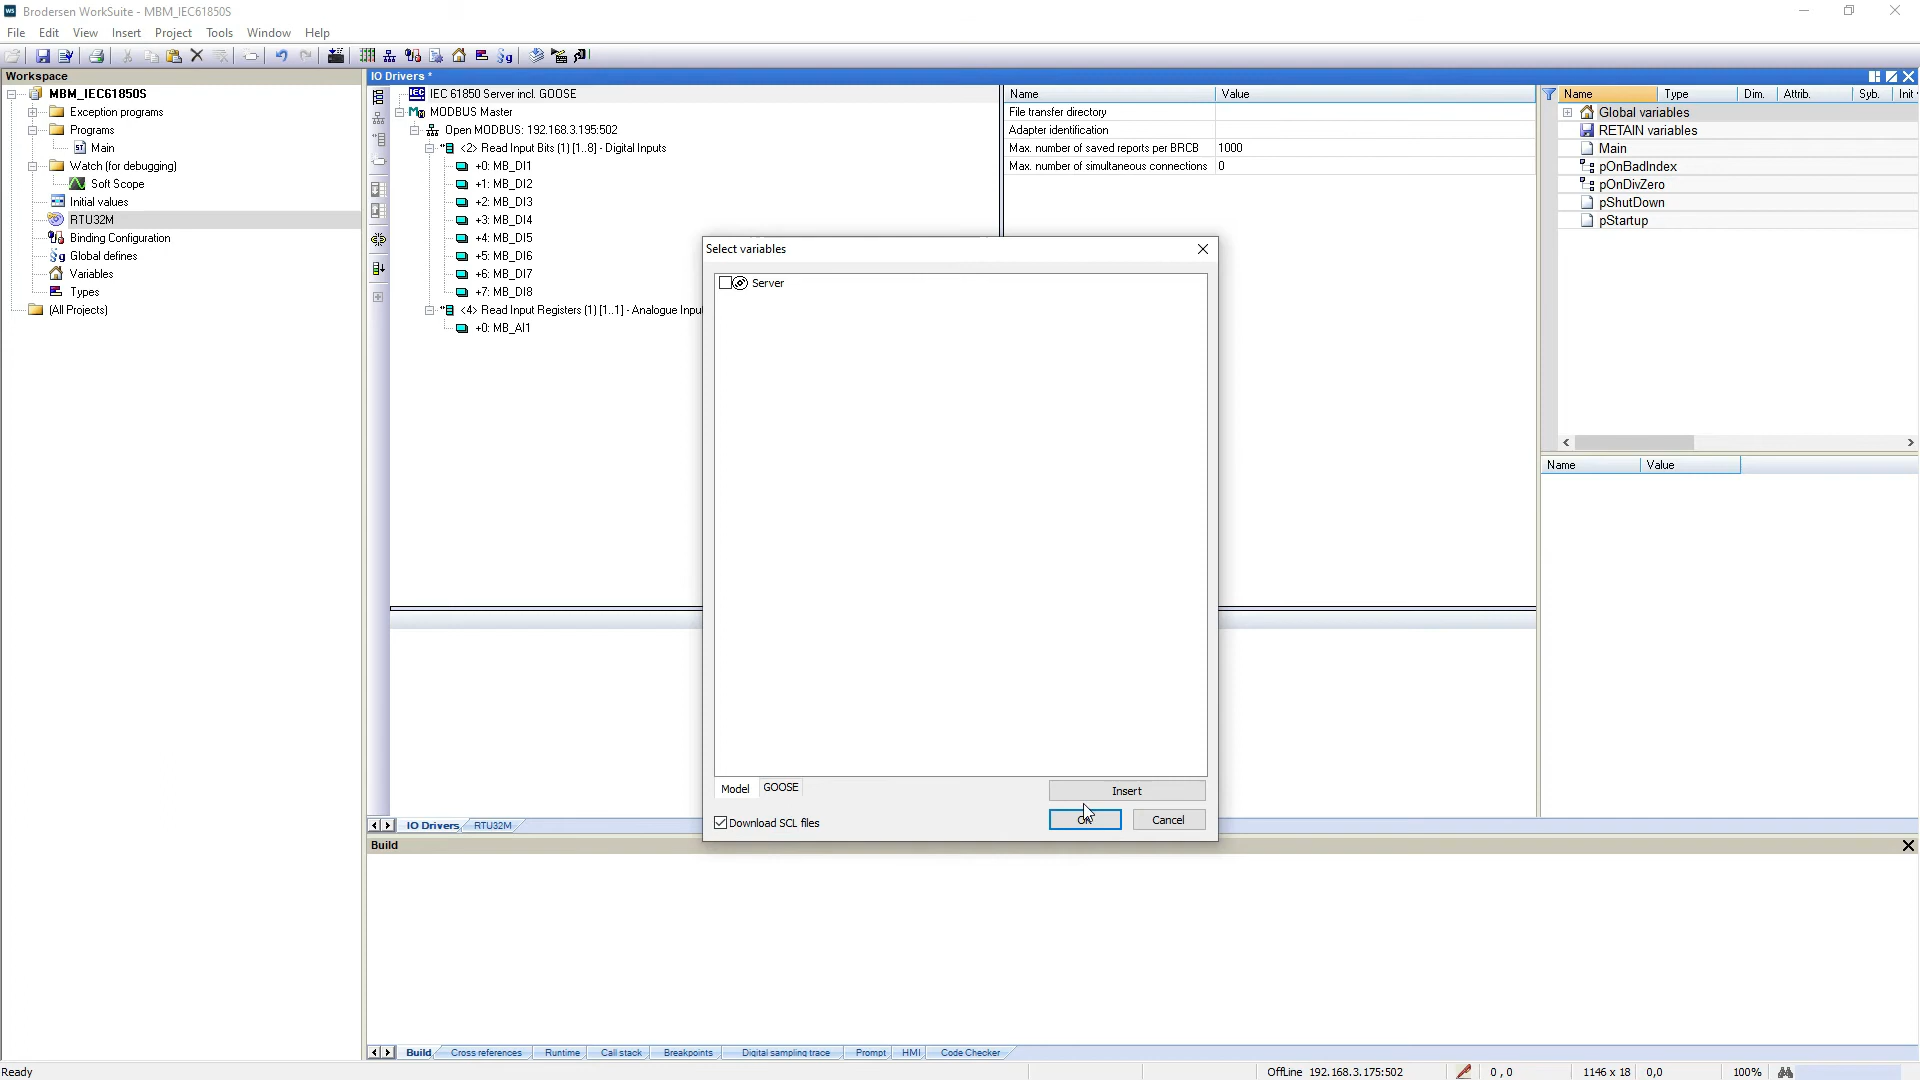 Brodersen WorkSuite - MBM_IEC61850S
File Edit View Insert Project Tools Window Help
Workspace
MBM_IEC61850S
Exception programs
Programs
Main
Watch (for debugging)
Soft Scope
Initial values
RTU32M
Binding Configuration
Global defines
Variables
Types
(All Projects)
IO Drivers *
IEC 61850 Server incl. GOOSE
MODBUS Master
Open MODBUS: 192.168.3.195:502
<2> Read Input Bits (1) [1..8] - Digital Inputs
+0: MB_DI1
+1: MB_DI2
+2: MB_DI3
+3: MB_DI4
+4: MB_DI5
+5: MB_DI6
+6: MB_DI7
+7: MB_DI8
<4> Read Input Registers (1) [1..1] - Analogue Inpu
+0: MB_AI1
Name Value
File transfer directory
Adapter identification
Max. number of saved reports per BRCB 1000
Max. number of simultaneous connections 0
Select variables
Server
Model GOOSE
Insert
Download SCL files
OK Cancel
Name Type Dim. Attrib. Syb. Init
Global variables
RETAIN variables
Main
pOnBadIndex
pOnDivZero
pShutDown
pStartup
Name Value
IO Drivers RTU32M
Build
Build Cross references Runtime Call stack Breakpoints Digital sampling trace Prompt HMI Code Checker
Ready
OffLine 192.168.3.175:502 0 , 0 1146 x 18 0,0 100%